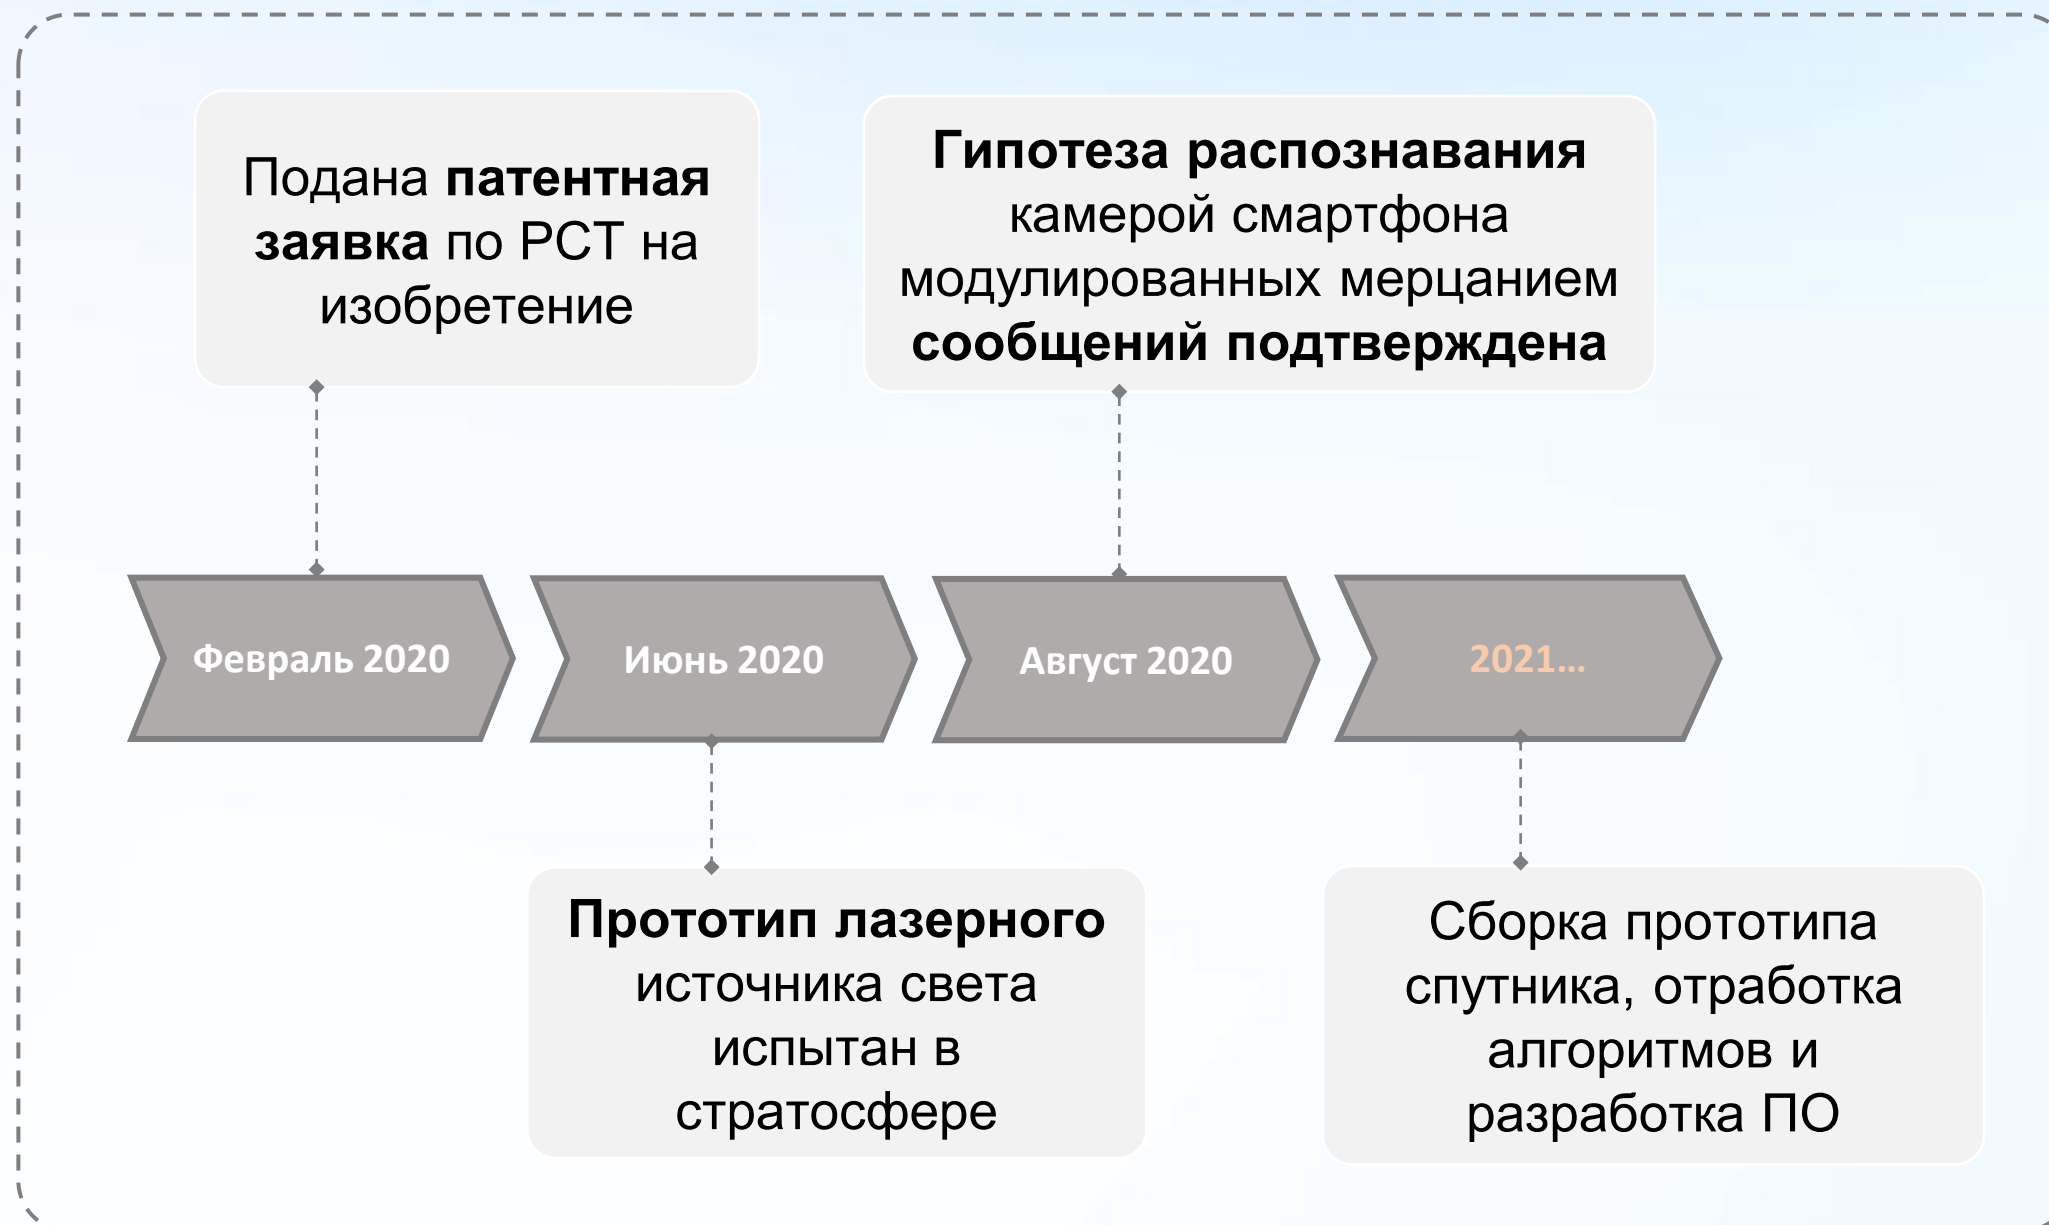 Подана патентная
заявка по РСТ на
изобретение
Гипотеза распознавания
камерой смартфона
модулированных мерцанием
сообщений подтверждена
Февраль 2020
Июнь 2020
Август 2020
2021...
Прототип лазерного
источника света
испытан в
стратосфере
Сборка прототипа
спутника, отработка
алгоритмов и
разработка ПО